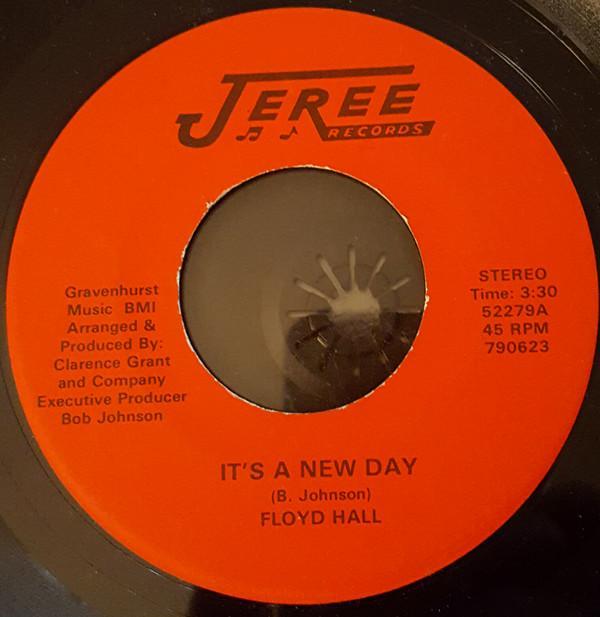 JEREE
RECORDS
Gravenhurst
Music BMI
Arranged &
Produced By:
Clarence Grant
and Company
Executive Producer
Bob Johnson
STEREO
Time: 3:30
52279A
45 RPM
790623
IT'S A NEW DAY
(B. Johnson)
FLOYD HALL